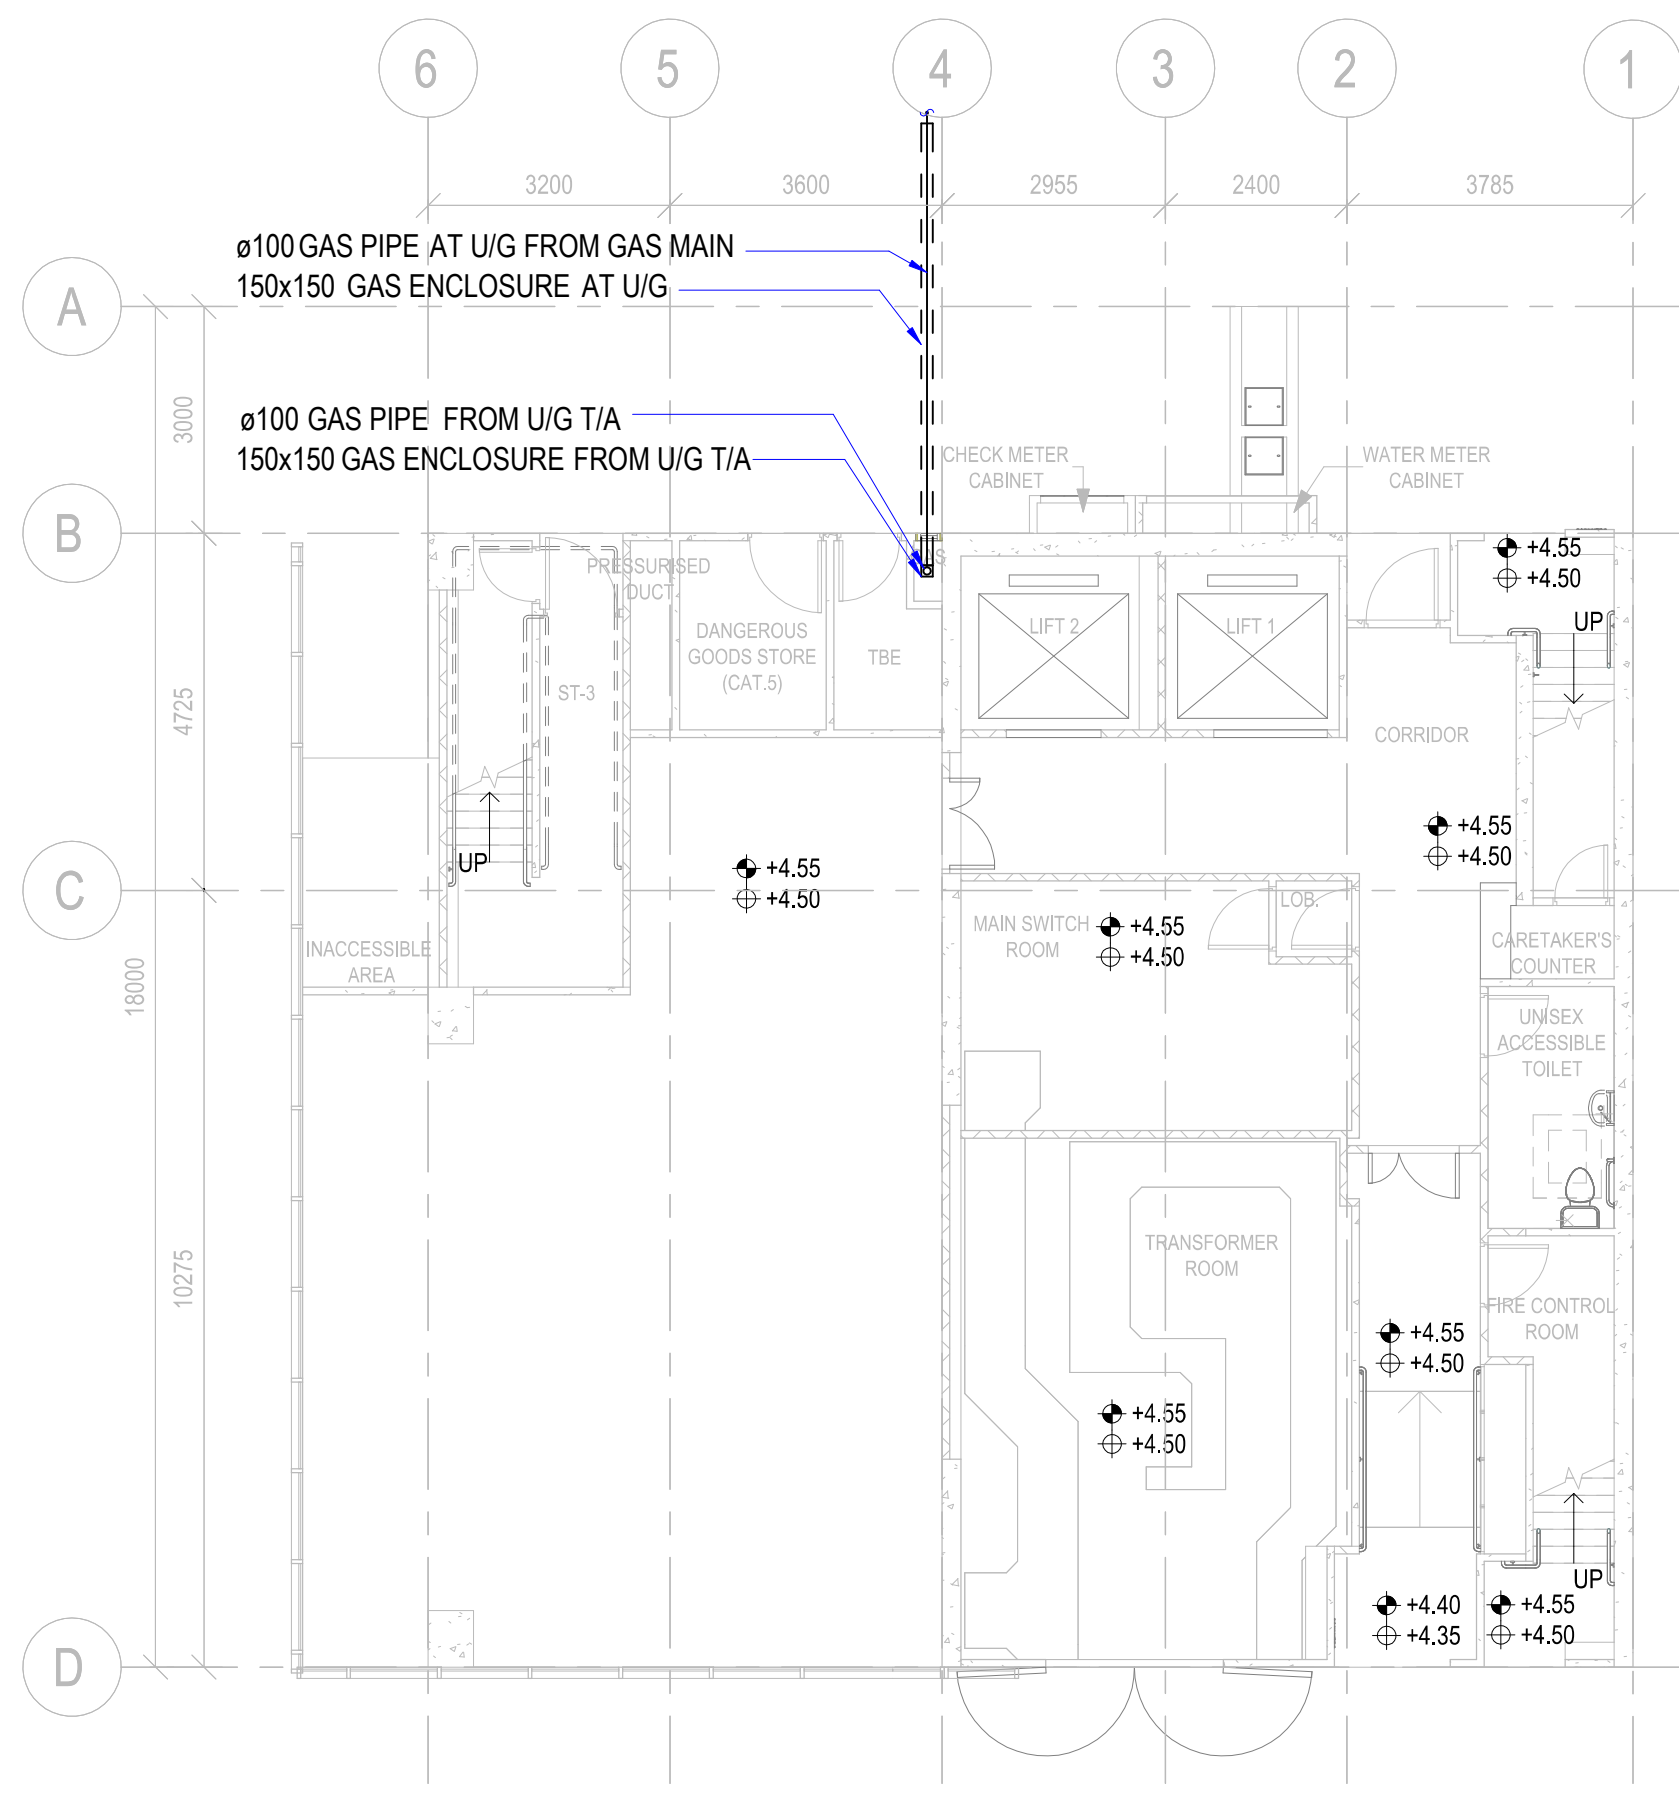 6
5
4
3
2
1
3200
3600
2955
2400
3785
ø100 GAS PIPE AT U/G FROM GAS MAIN
150x150 GAS ENCLOSURE AT U/G
A
3000
ø100 GAS PIPE FROM U/G T/A
150x150 GAS ENCLOSURE FROM U/G T/A
CHECK METER
CABINET
WATER METER
CABINET
B
PRESSURISED
DUCT
DANGEROUS
GOODS STORE
(CAT.5)
TBE
LIFT 2
LIFT 1
+4.55
+4.50
UP
4725
ST-3
CORRIDOR
UP
+4.55
+4.50
+4.55
+4.50
C
MAIN SWITCH
ROOM
+4.55
+4.50
LOB.
CARETAKER'S
COUNTER
INACCESSIBLE
AREA
18000
UNISEX
ACCESSIBLE
TOILET
10275
TRANSFORMER
ROOM
FIRE CONTROL
ROOM
+4.55
+4.50
+4.55
+4.50
UP
+4.40
+4.35
+4.55
+4.50
D